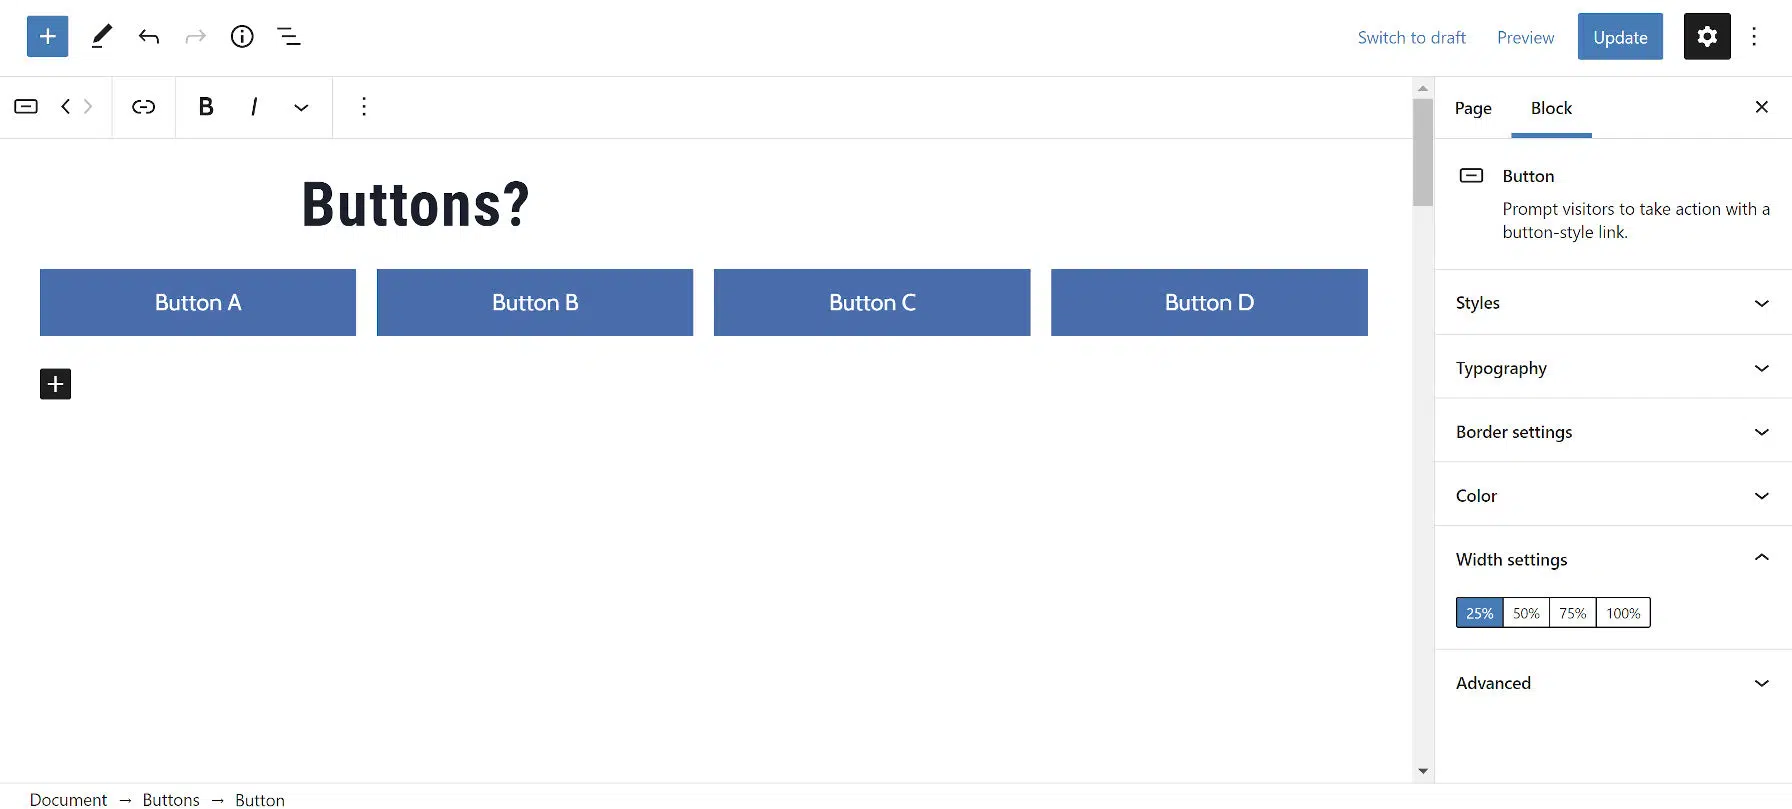 Switch to draft Preview Update
B I
Page Block
Buttons?
Button A Button B Button C Button D
Button
Prompt visitors to take action with a
button-style link.
Styles
Typography
Border settings
Color
Width settings
25% 50% 75% 100%
Advanced
Document → Buttons → Button